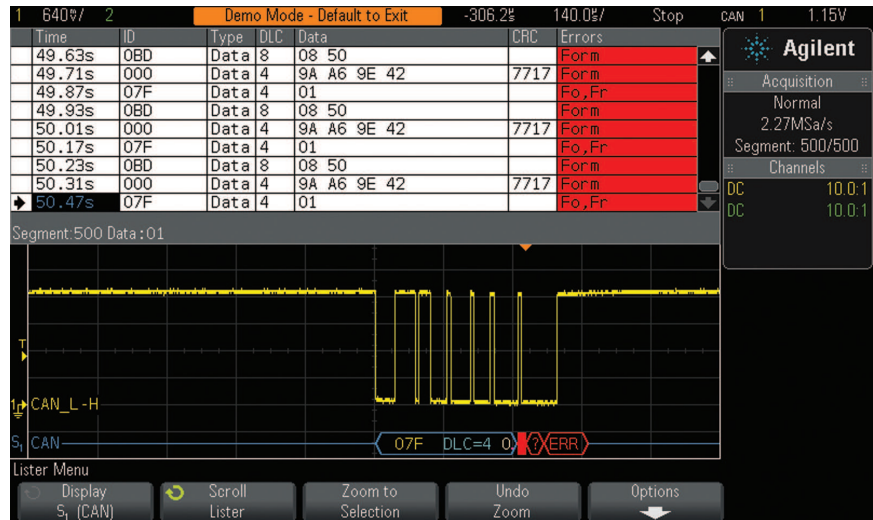 1 640mV/ 2 Demo Mode - Default to Exit -306.2s 140.0s/ Stop CAN 1 1.15V
Time ID Type DLC Data CRC Errors
49.63s 0BD Data 8 08 50 Form
49.71s 000 Data 4 9A A6 9E 42 7717 Form
49.87s 07F Data 4 01 Fo,Fr
49.93s 0BD Data 8 08 50 Form
50.01s 000 Data 4 9A A6 9E 42 7717 Form
50.17s 07F Data 4 01 Fo,Fr
50.23s 0BD Data 8 08 50 Form
50.31s 000 Data 4 9A A6 9E 42 7717 Form
50.47s 07F Data 4 01 Fo,Fr
Segment:500 Data:01
Agilent
Acquisition
Normal
2.27MSa/s
Segment: 500/500
Channels
DC 10.0:1
DC 10.0:1
T
1 CAN_L-H
S1 CAN 07F DLC=4 0. ? ERR
Lister Menu
Display
S1 (CAN)
Scroll
Lister
Zoom to
Selection
Undo
Zoom
Options